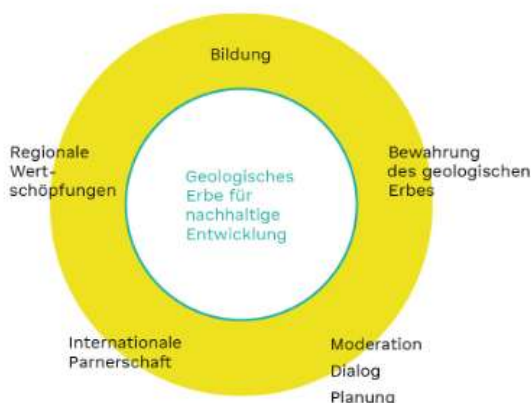 Bildung
Regionale
Wert-
schöpfungen
Bewahrung
des geologischen
Erbes
Geologisches
Erbe für
nachhaltige
Entwicklung
Internationale
Parnerschaft
Moderation
Dialog
Planung